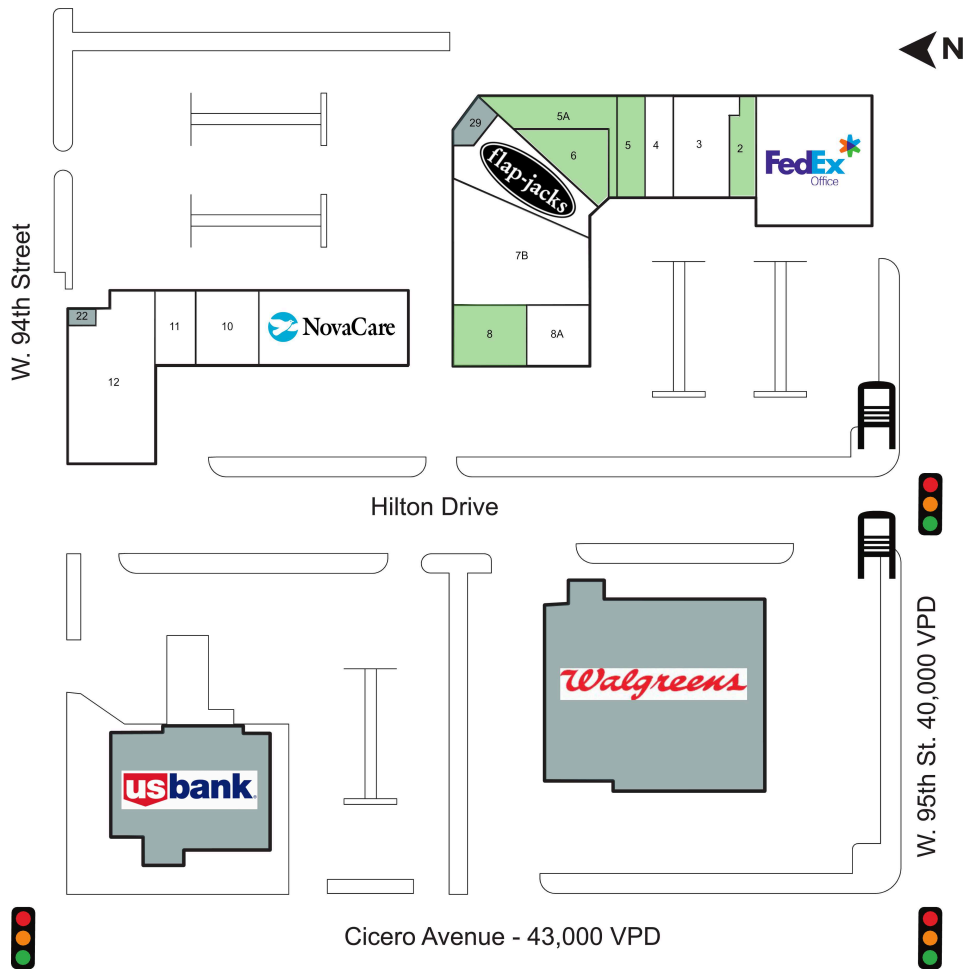 N
29
5A
6
5
4
3
2
FedEx
Office
flap-jacks
7B
8
8A
W. 94th Street
22
11
10
NovaCare
12
Hilton Drive
Walgreens
usbank
W. 95th St. 40,000 VPD
Cicero Avenue - 43,000 VPD